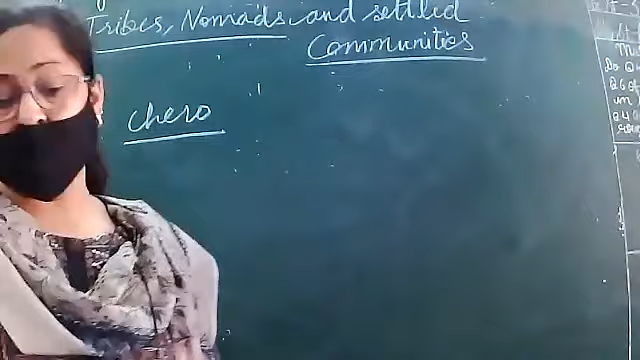 Tribes, Nomads and settled
Communities
Chero